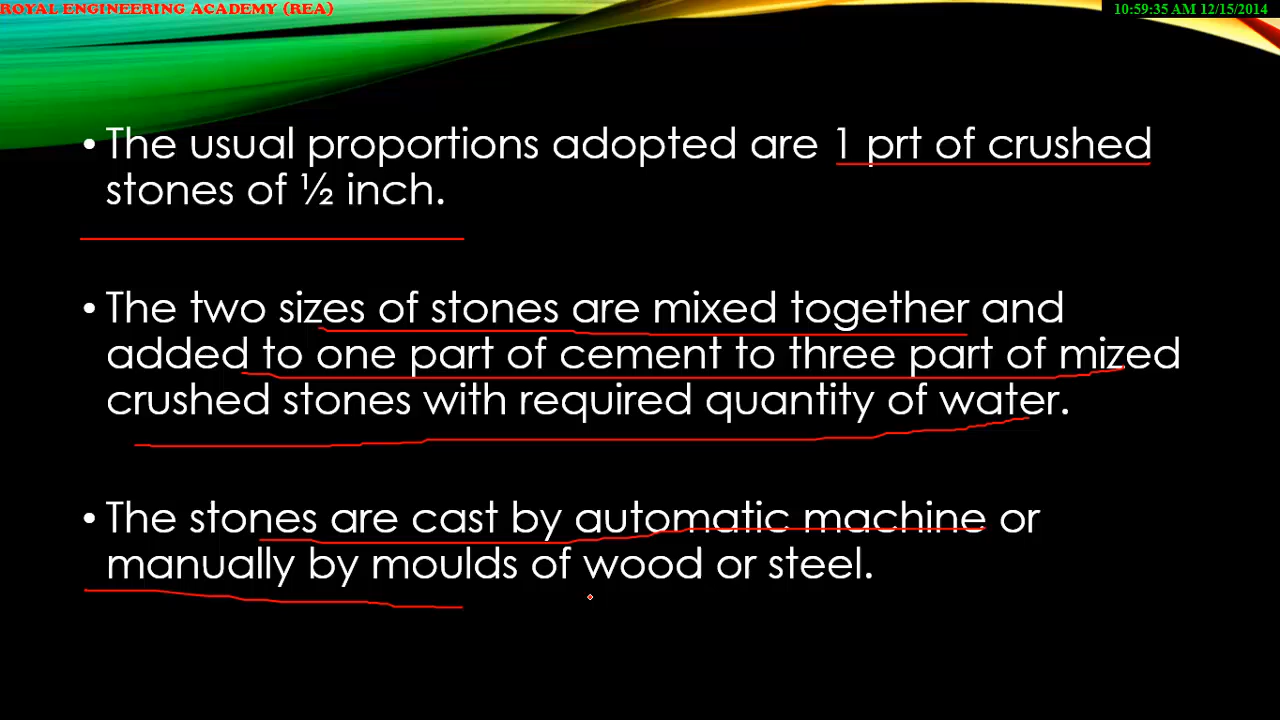 ROYAL ENGINEERING ACADEMY (REA)
10:59:35 AM 12/15/2014
• The usual proportions adopted are 1 prt of crushed
stones of ½ inch.
• The two sizes of stones are mixed together and
added to one part of cement to three part of mized
crushed stones with required quantity of water.
• The stones are cast by automatic machine or
manually by moulds of wood or steel.